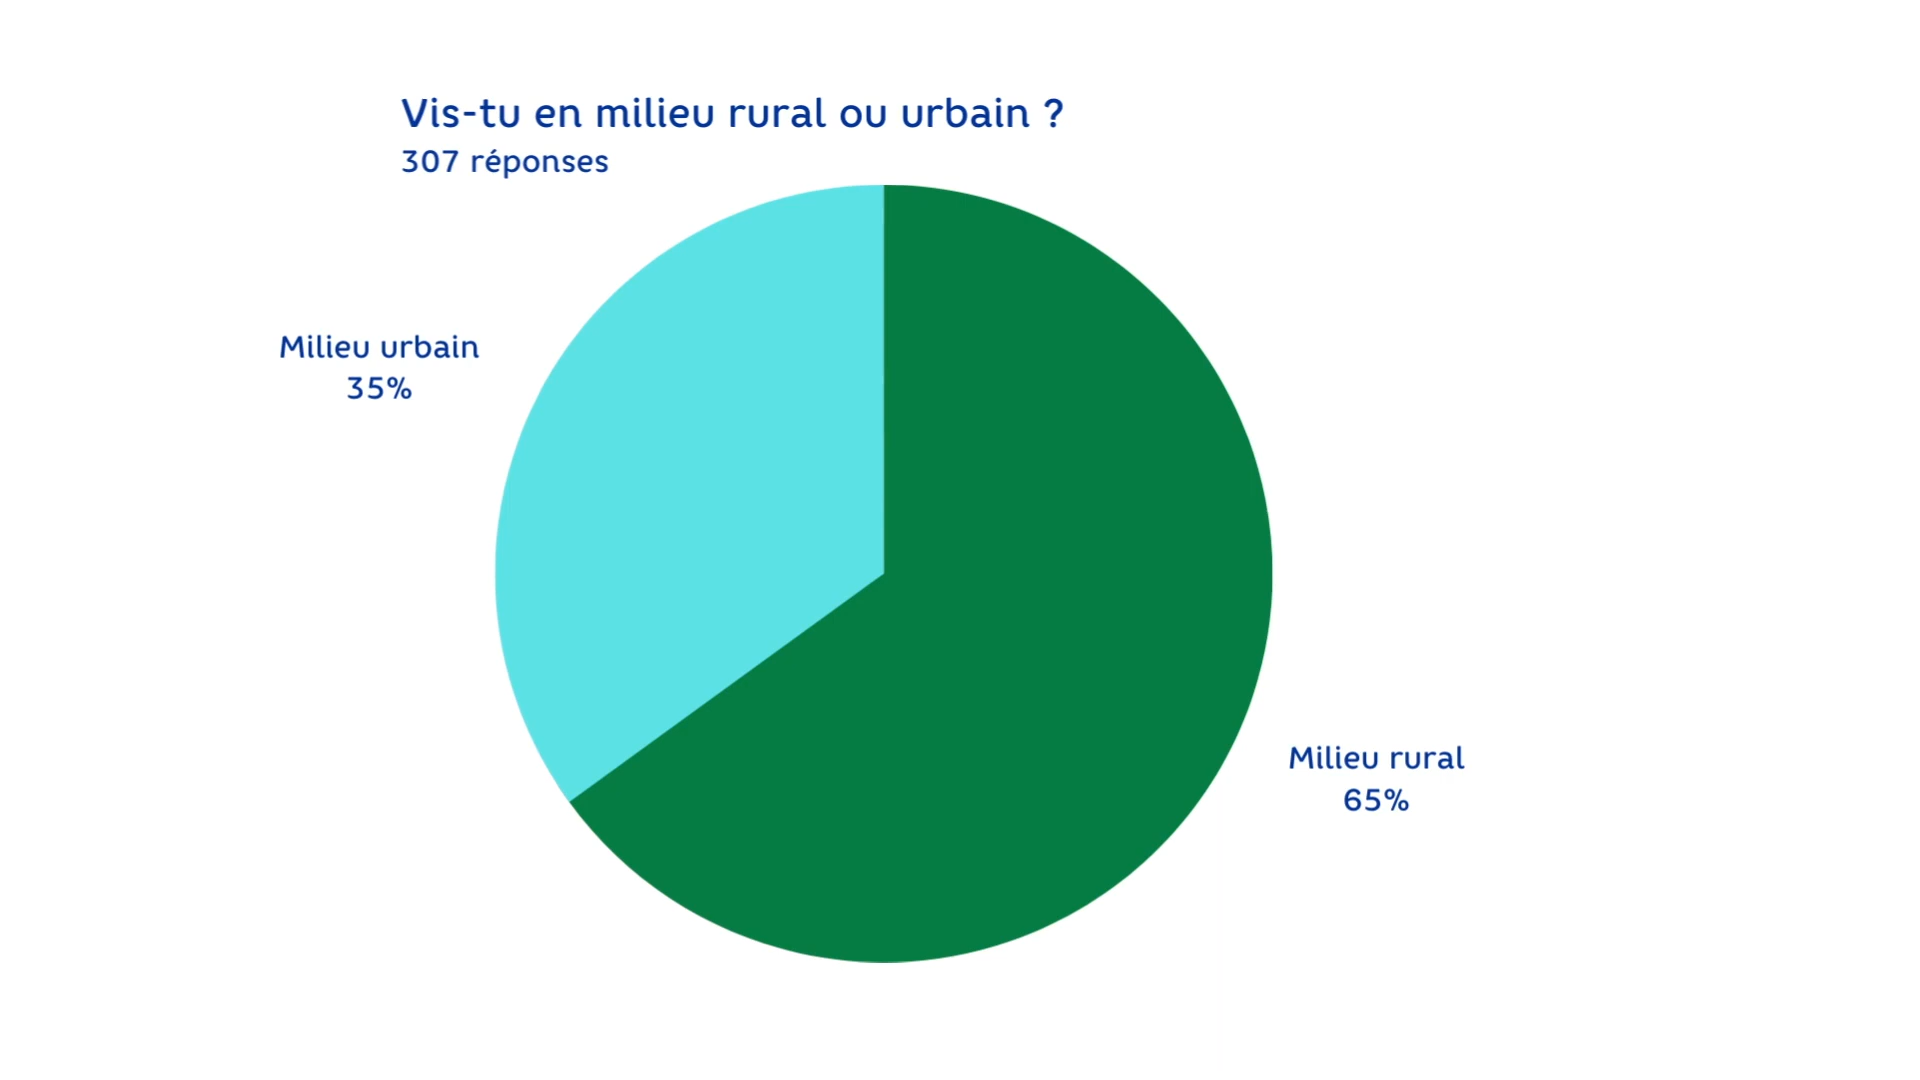 Vis-tu en milieu rural ou urbain ?
307 réponses
Milieu urbain
35%
Milieu rural
65%